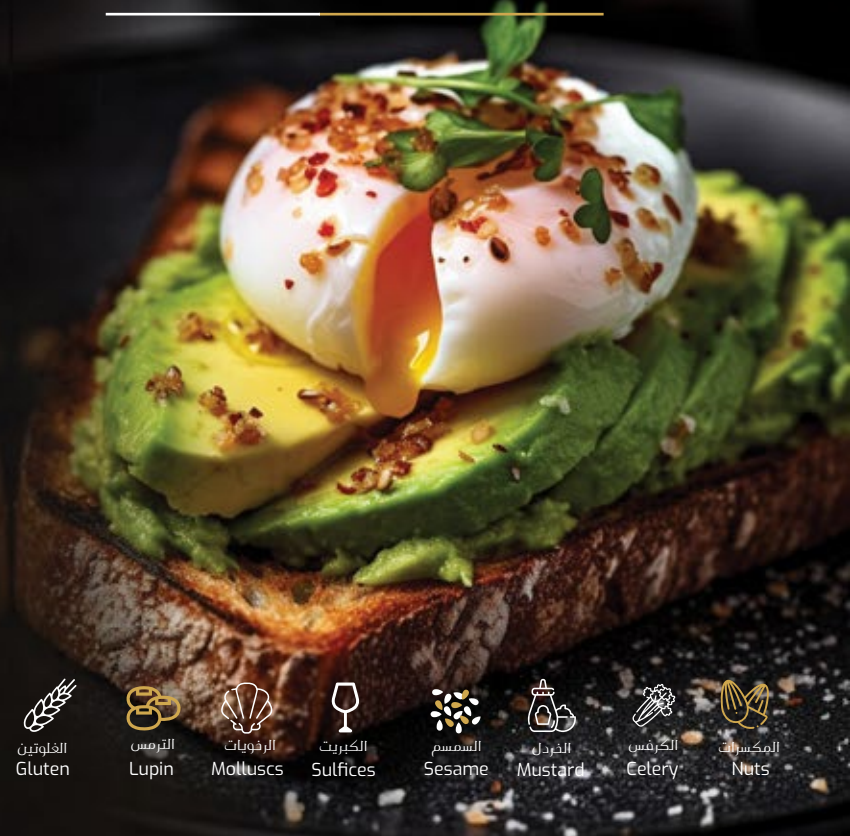 الغلوتين
Gluten
الترمس
Lupin
الرخويات
Molluscs
الكبريت
Sulfices
السمسم
Sesame
الخردل
Mustard
الكرفس
Celery
المكسرات
Nuts